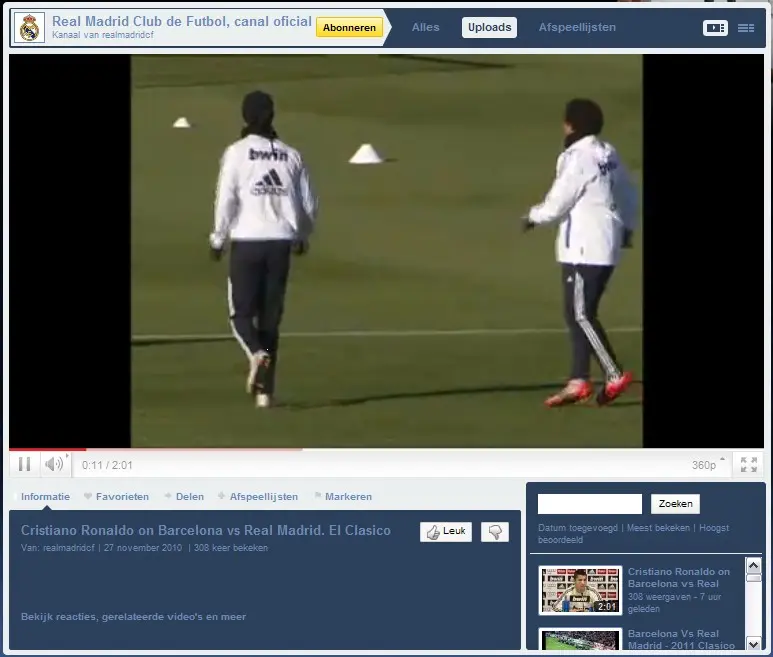 Real Madrid Club de Futbol, canal oficial
Kanaal van realmadridcf
Abonneren
Alles
Uploads
Afspeellijsten
bwin
adidas
0:11 / 2:01
360p
Informatie
Favorieten
Delen
Afspeellijsten
Markeren
Cristiano Ronaldo on Barcelona vs Real Madrid. El Clasico
Van: realmadridcf | 27 november 2010 | 308 keer bekeken
Leuk
Bekijk reacties, gerelateerde video's en meer
Zoeken
Datum toegevoegd | Meest bekeken | Hoogst
beoordeeld
Cristiano Ronaldo on
Barcelona vs Real
308 weergaven - 7 uur
geleden
2:01
Barcelona Vs Real
Madrid - 2011 Clasico